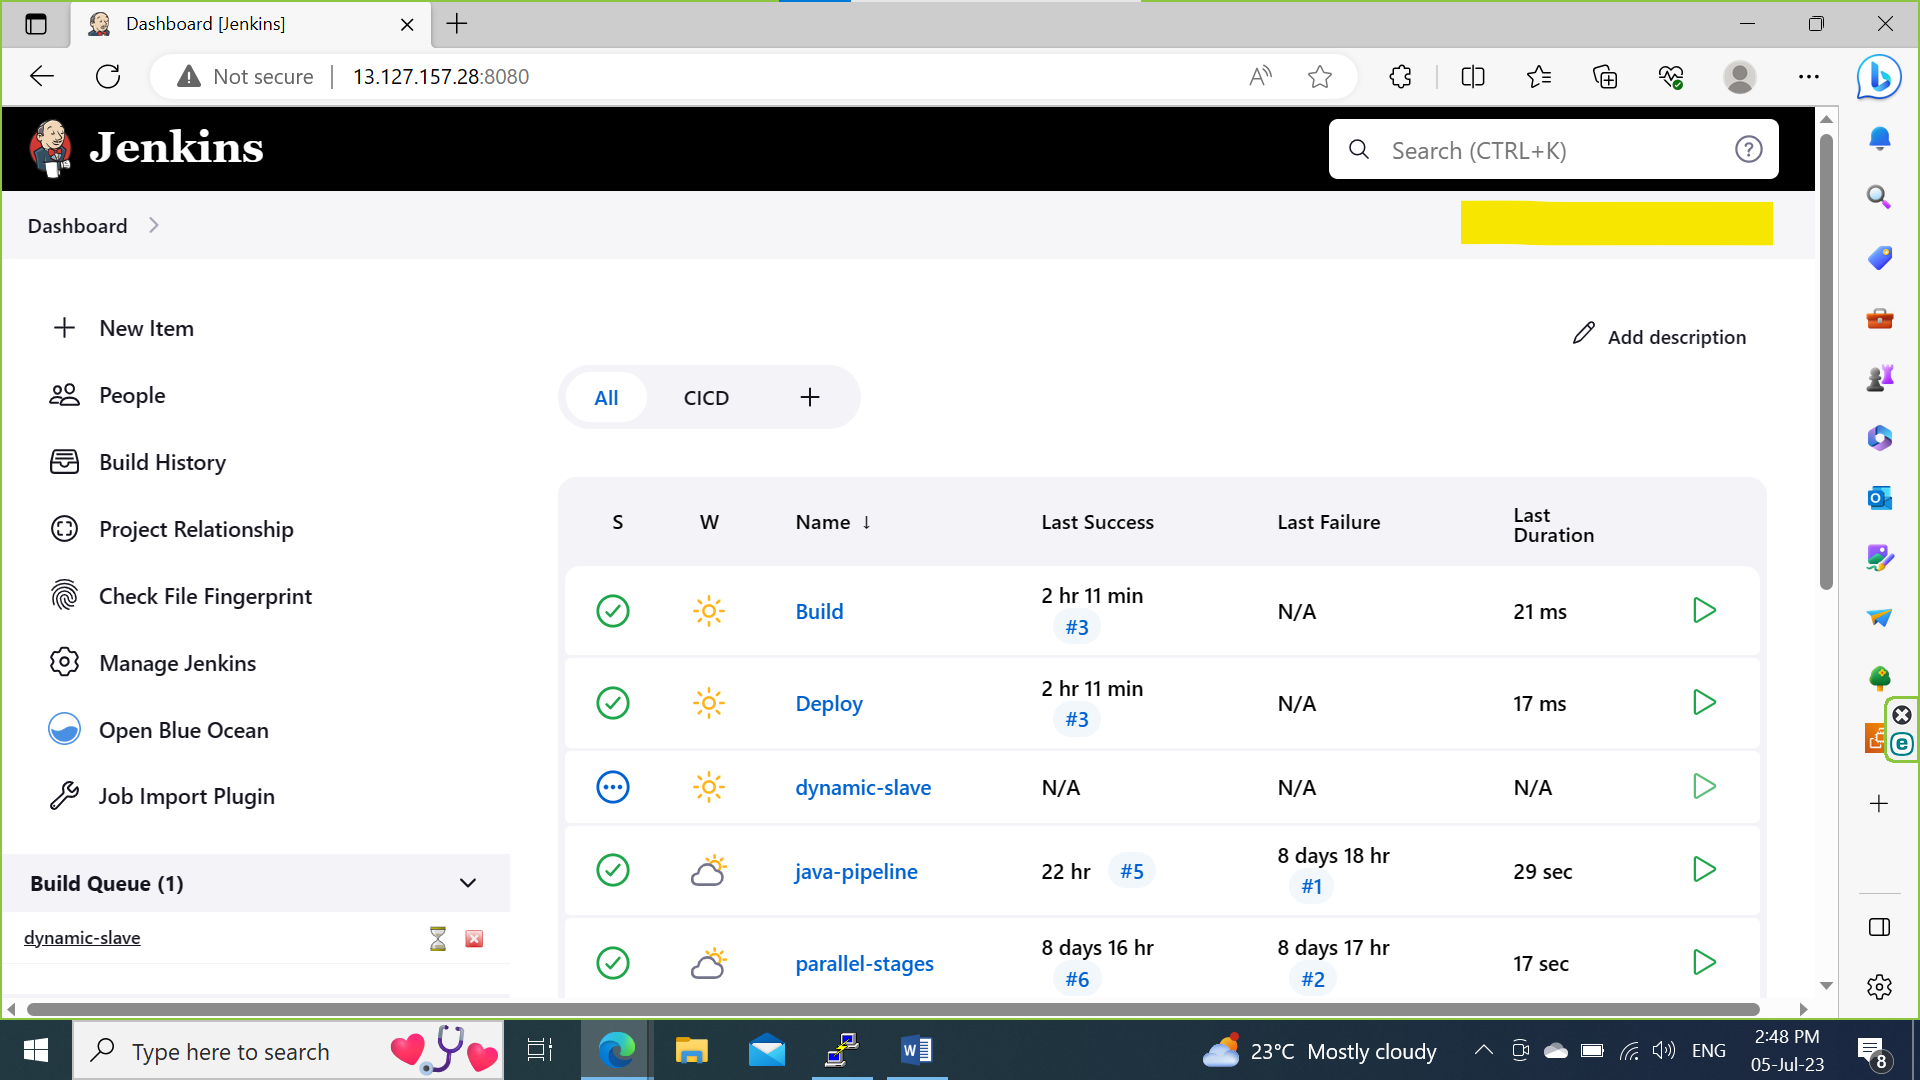 Dashboard [Jenkins]
Not secure
13.127.157.28:8080
Jenkins
Search (CTRL+K)
Dashboard
New Item
People
Build History
Project Relationship
Check File Fingerprint
Manage Jenkins
Open Blue Ocean
Job Import Plugin
Build Queue (1)
dynamic-slave
Add description
All CICD +
S W Name ↓ Last Success Last Failure Last Duration
Build 2 hr 11 min #3 N/A 21 ms
Deploy 2 hr 11 min #3 N/A 17 ms
dynamic-slave N/A N/A N/A
java-pipeline 22 hr #5 8 days 18 hr #1 29 sec
parallel-stages 8 days 16 hr #6 8 days 17 hr #2 17 sec
Type here to search
23°C Mostly cloudy
ENG
2:48 PM
05-Jul-23
8